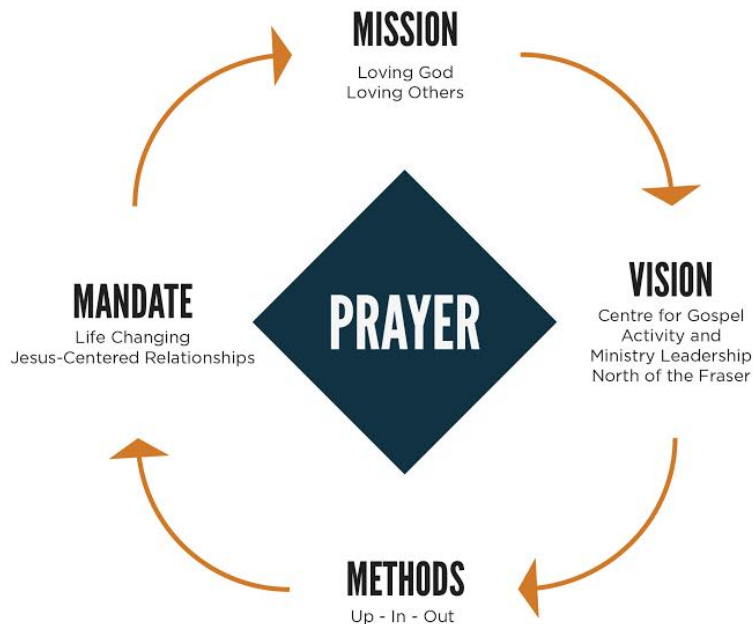 MISSION
Loving God
Loving Others
VISION
Centre for Gospel
Activity and
Ministry Leadership
North of the Fraser
METHODS
Up - In - Out
MANDATE
Life Changing
Jesus-Centered Relationships
PRAYER